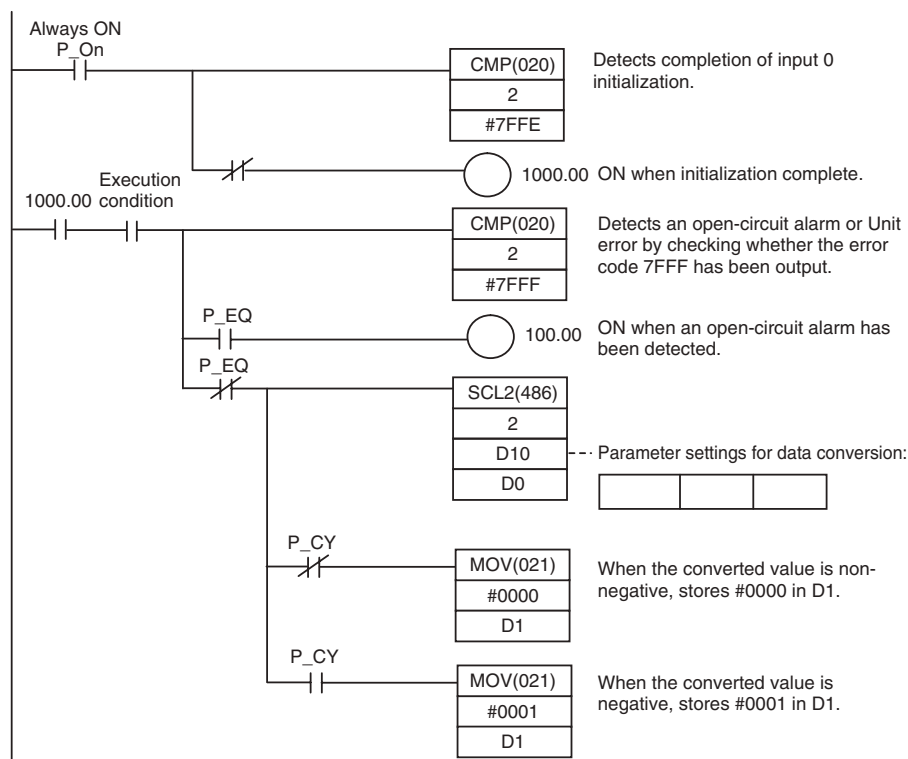 Always ON
P_On
CMP(020)
2
#7FFE
Detects completion of input 0
initialization.
1000.00 ON when initialization complete.
Execution
1000.00 condition
CMP(020)
2
#7FFF
Detects an open-circuit alarm or Unit
error by checking whether the error
code 7FFF has been output.
P_EQ
100.00
ON when an open-circuit alarm has
been detected.
P_EQ
SCL2(486)
2
D10
D0
Parameter settings for data conversion:
P_CY
MOV(021)
#0000
D1
When the converted value is non-
negative, stores #0000 in D1.
P_CY
MOV(021)
#0001
D1
When the converted value is
negative, stores #0001 in D1.